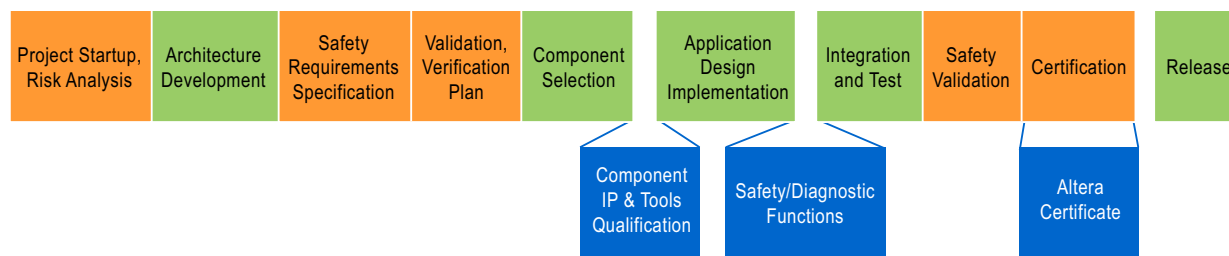 Project Startup,
Risk Analysis
Architecture
Development
Safety
Requirements
Specification
Validation,
Verification
Plan
Component
Selection
Application
Design
Implementation
Integration
and Test
Safety
Validation
Certification
Release
Component
IP & Tools
Qualification
Safety/Diagnostic
Functions
Altera
Certificate